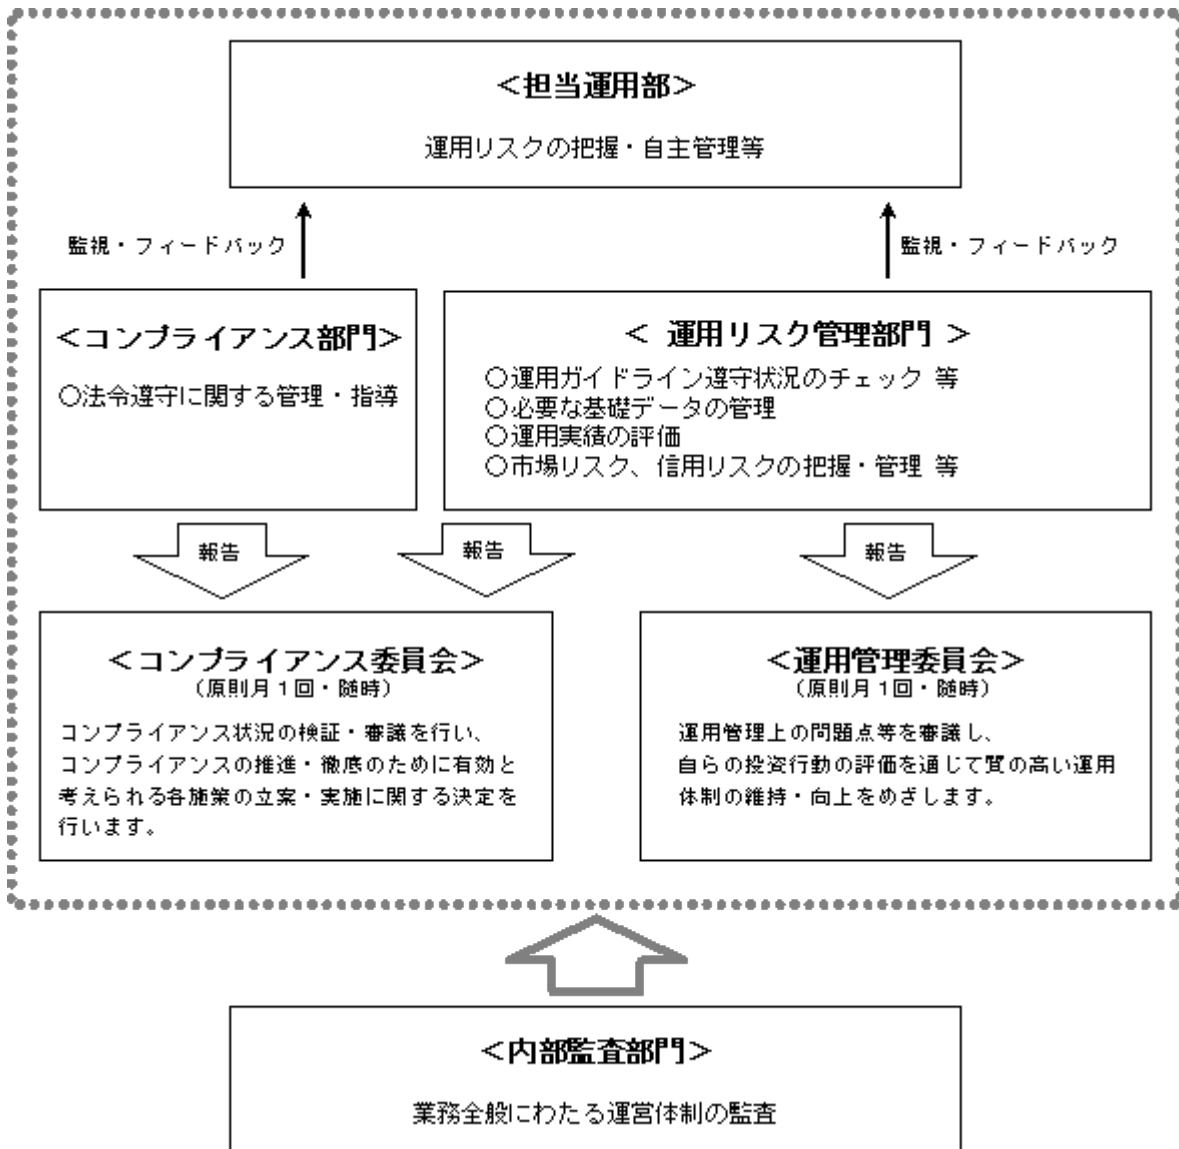 ＜担当運用部＞
運用リスクの把握・自主管理等
監視・フィードバック
監視・フィードバック
＜コンプライアンス部門＞
○法令遵守に関する管理・指導
＜ 運用リスク管理部門 ＞
○運用ガイドライン遵守状況のチェック 等
○必要な基礎データの管理
○運用実績の評価
○市場リスク、信用リスクの把握・管理 等
報告
報告
報告
＜コンプライアンス委員会＞
（原則月１回・随時）
コンプライアンス状況の検証・審議を行い、
コンプライアンスの推進・徹底のために有効と
考えられる各施策の立案・実施に関する決定を
行います。
＜運用管理委員会＞
（原則月１回・随時）
運用管理上の問題点等を審議し、
自らの投資行動の評価を通じて質の高い運用
体制の維持・向上をめざします。
＜内部監査部門＞
業務全般にわたる運営体制の監査